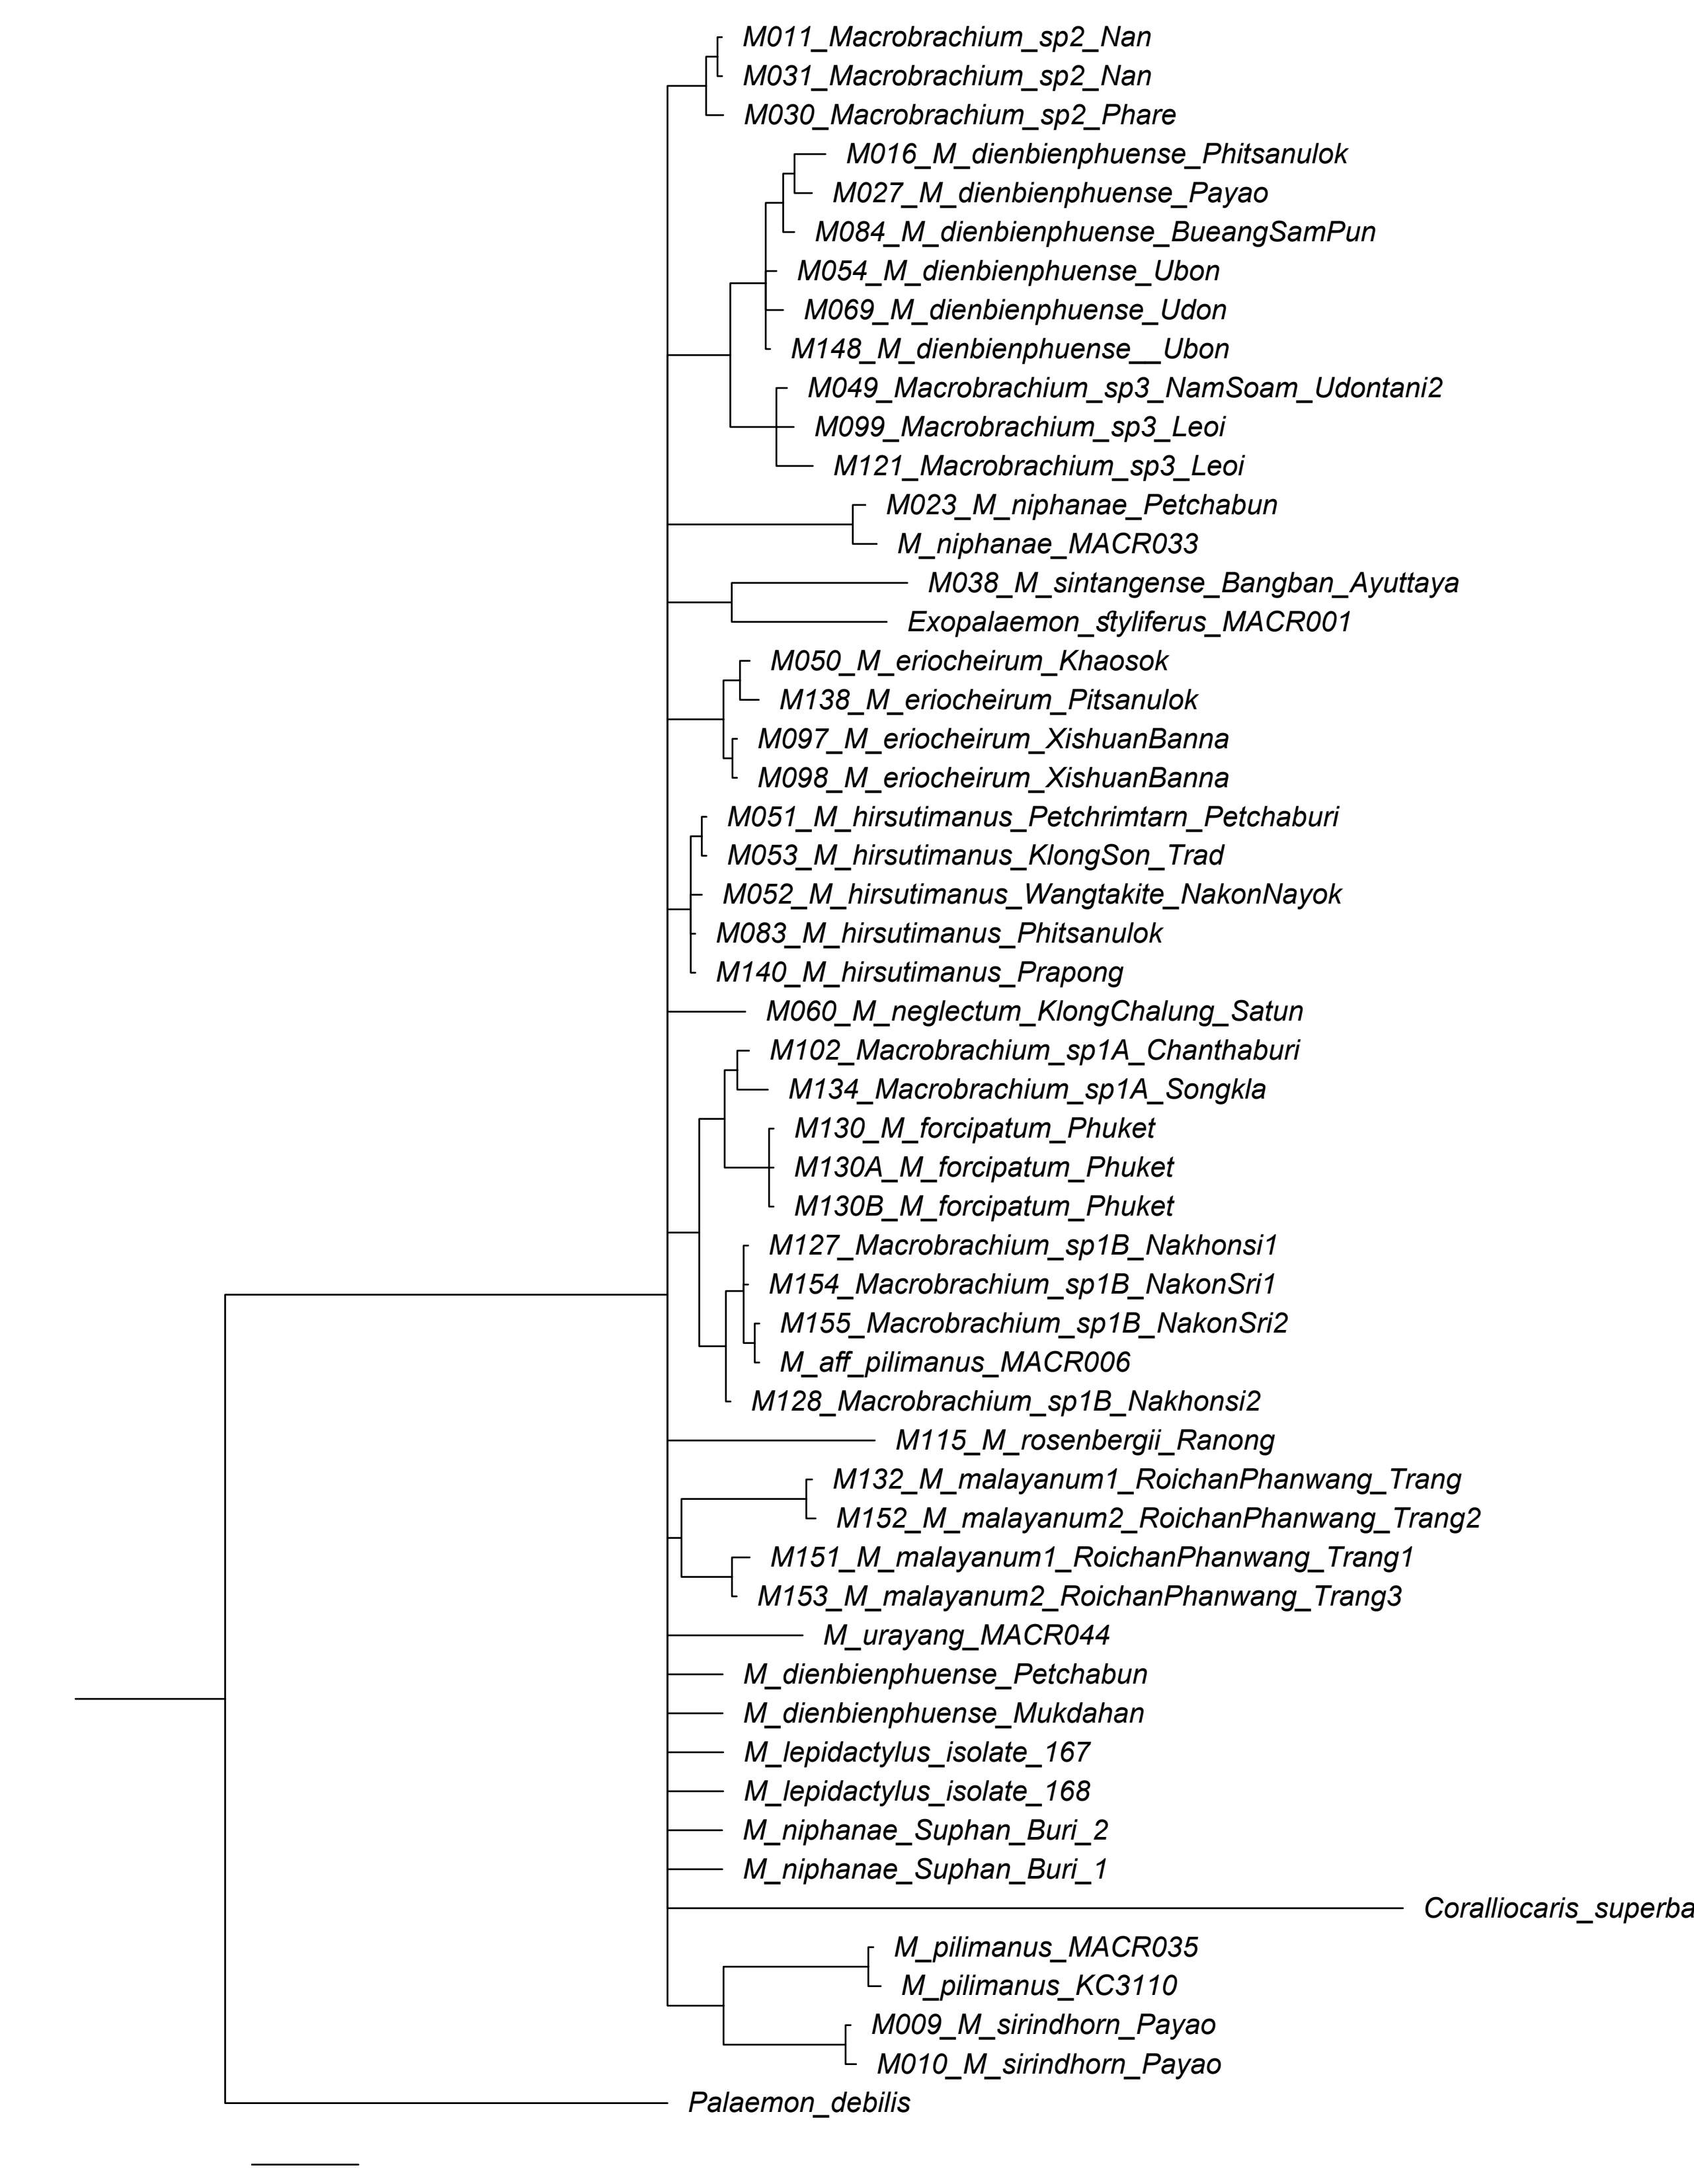 M011_Macrobrachium_sp2_Nan
M031_Macrobrachium_sp2_Nan
M030_Macrobrachium_sp2_Phare
M016_M_dienbienphuense_Phitsanulok
M027_M_dienbienphuense_Payao
M084_M_dienbienphuense_BueangSamPun
M054_M_dienbienphuense_Ubon
M069_M_dienbienphuense_Udon
M148_M_dienbienphuense__Ubon
M049_Macrobrachium_sp3_NamSoam_Udontani2
M099_Macrobrachium_sp3_Leoi
M121_Macrobrachium_sp3_Leoi
M023_M_niphanae_Petchabun
M_niphanae_MACR033
M038_M_sintangense_Bangban_Ayuttaya
Exopalaemon_styliferus_MACR001
M050_M_eriocheirum_Khaosok
M138_M_eriocheirum_Pitsanulok
M097_M_eriocheirum_XishuanBanna
M098_M_eriocheirum_XishuanBanna
M051_M_hirsutimanus_Petchrimtarn_Petchaburi
M053_M_hirsutimanus_KlongSon_Trad
M052_M_hirsutimanus_Wangtakite_NakonNayok
M083_M_hirsutimanus_Phitsanulok
M140_M_hirsutimanus_Prapong
M060_M_neglectum_KlongChalung_Satun
M102_Macrobrachium_sp1A_Chanthaburi
M134_Macrobrachium_sp1A_Songkla
M130_M_forcipatum_Phuket
M130A_M_forcipatum_Phuket
M130B_M_forcipatum_Phuket
M127_Macrobrachium_sp1B_Nakhonsi1
M154_Macrobrachium_sp1B_NakonSri1
M155_Macrobrachium_sp1B_NakonSri2
M_aff_pilimanus_MACR006
M128_Macrobrachium_sp1B_Nakhonsi2
M115_M_rosenbergii_Ranong
M132_M_malayanum1_RoichanPhanwang_Trang
M152_M_malayanum2_RoichanPhanwang_Trang2
M151_M_malayanum1_RoichanPhanwang_Trang1
M153_M_malayanum2_RoichanPhanwang_Trang3
M_urayang_MACR044
M_dienbienphuense_Petchabun
M_dienbienphuense_Mukdahan
M_lepidactylus_isolate_167
M_lepidactylus_isolate_168
M_niphanae_Suphan_Buri_2
M_niphanae_Suphan_Buri_1
Coralliocaris_superba
M_pilimanus_MACR035
M_pilimanus_KC3110
M009_M_sirindhorn_Payao
M010_M_sirindhorn_Payao
Palaemon_debilis